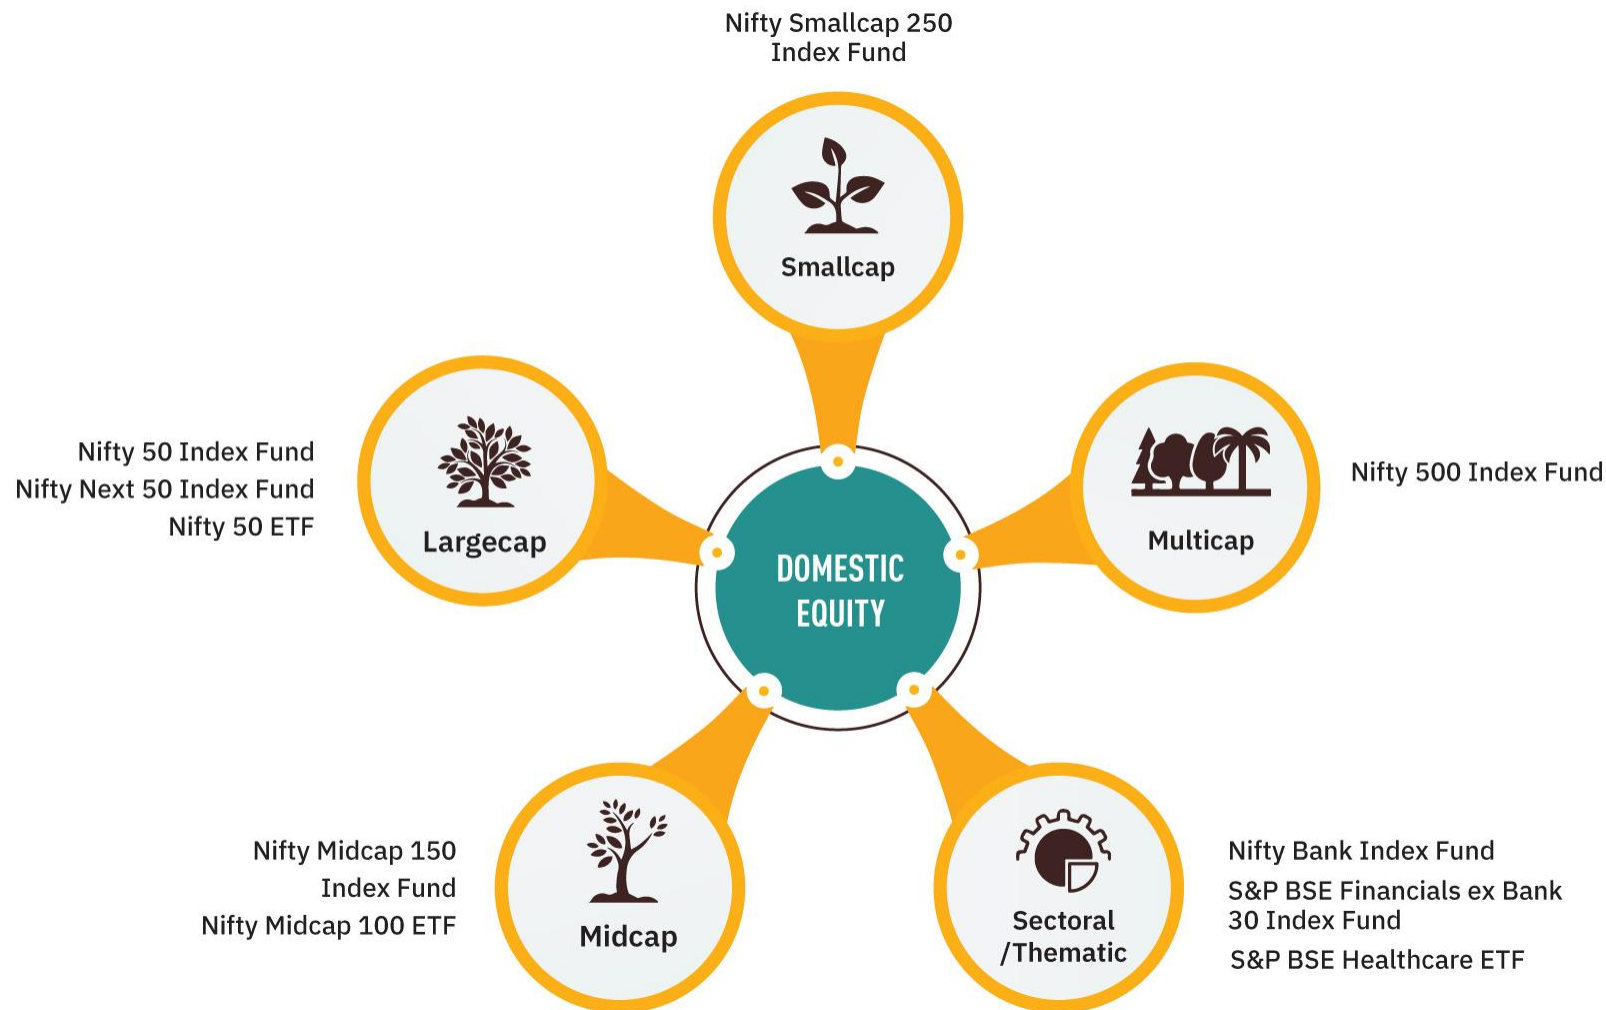 Nifty Smallcap 250
Index Fund
Smallcap
Nifty 50 Index Fund
Nifty Next 50 Index Fund
Nifty 50 ETF
Largecap
Multicap
Nifty 500 Index Fund
DOMESTIC
EQUITY
Nifty Midcap 150
Index Fund
Nifty Midcap 100 ETF
Midcap
Sectoral
/Thematic
Nifty Bank Index Fund
S&P BSE Financials ex Bank
30 Index Fund
S&P BSE Healthcare ETF